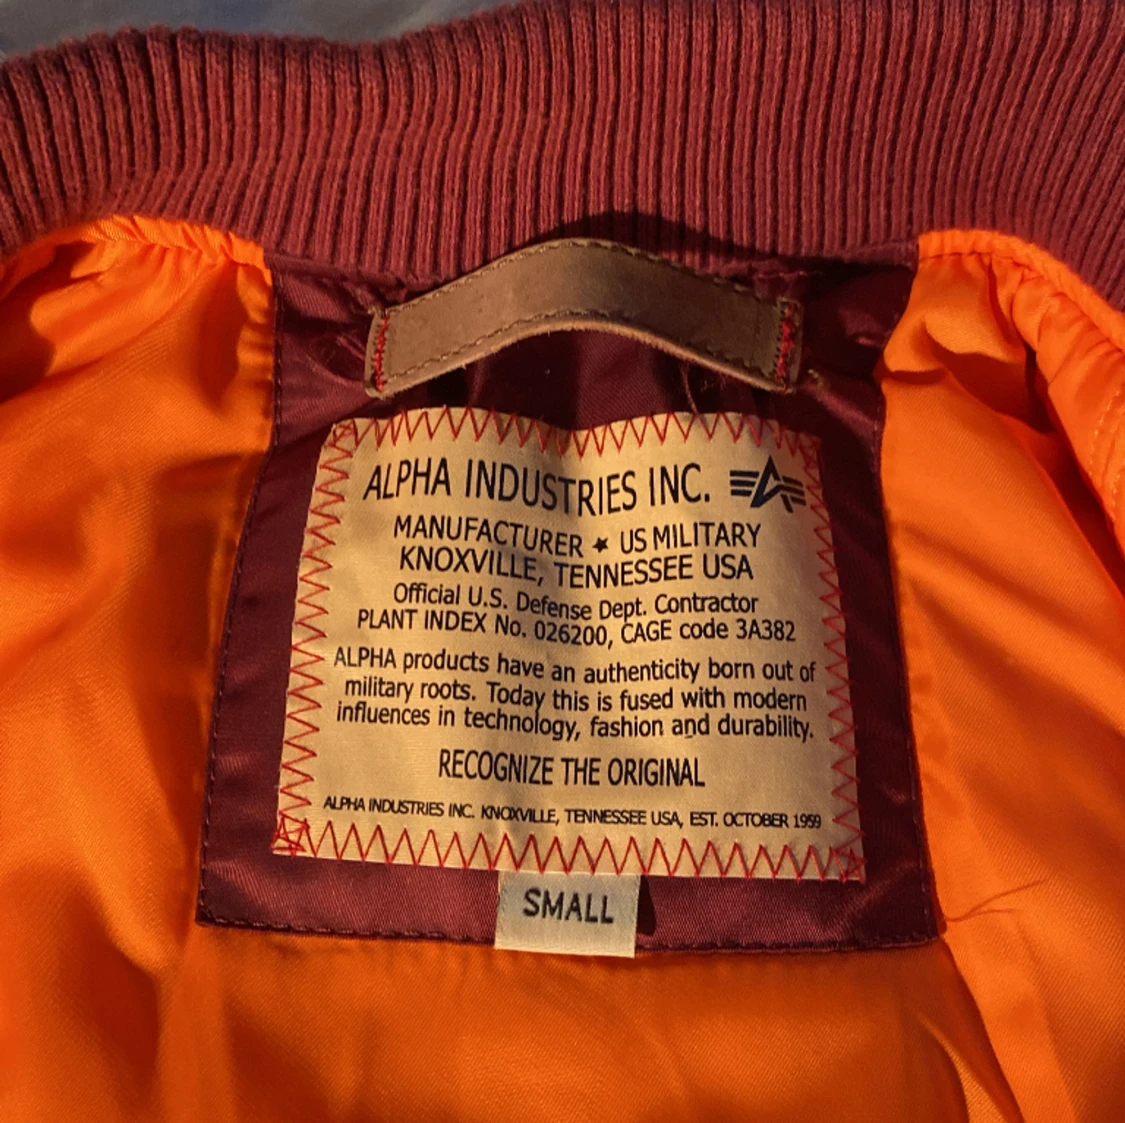 ALPHA INDUSTRIES INC.
MANUFACTURER ★ US MILITARY
KNOXVILLE, TENNESSEE USA
Official U.S. Defense Dept. Contractor
PLANT INDEX No. 026200, CAGE code 3A382
ALPHA products have an authenticity born out of
military roots. Today this is fused with modern
influences in technology, fashion and durability.
RECOGNIZE THE ORIGINAL
ALPHA INDUSTRIES INC. KNOXVILLE, TENNESSEE USA, EST. OCTOBER 1959
SMALL